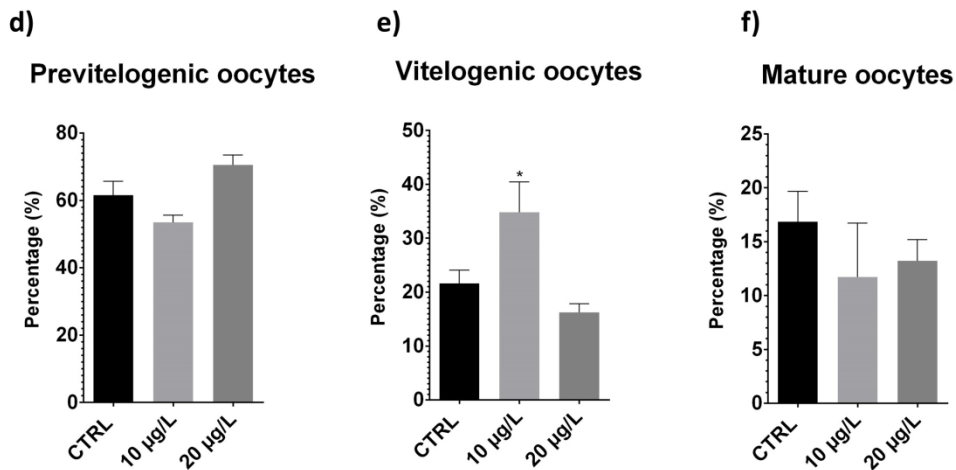 d)
Previtelogenic oocytes
Percentage (%)
80
60
40
20
0
CTRL
10 µg/L
20 µg/L
e)
Vitelogenic oocytes
Percentage (%)
50
40
30
20
10
0
*
CTRL
10 µg/L
20 µg/L
f)
Mature oocytes
Percentage (%)
25
20
15
10
5
0
CTRL
10 µg/L
20 µg/L